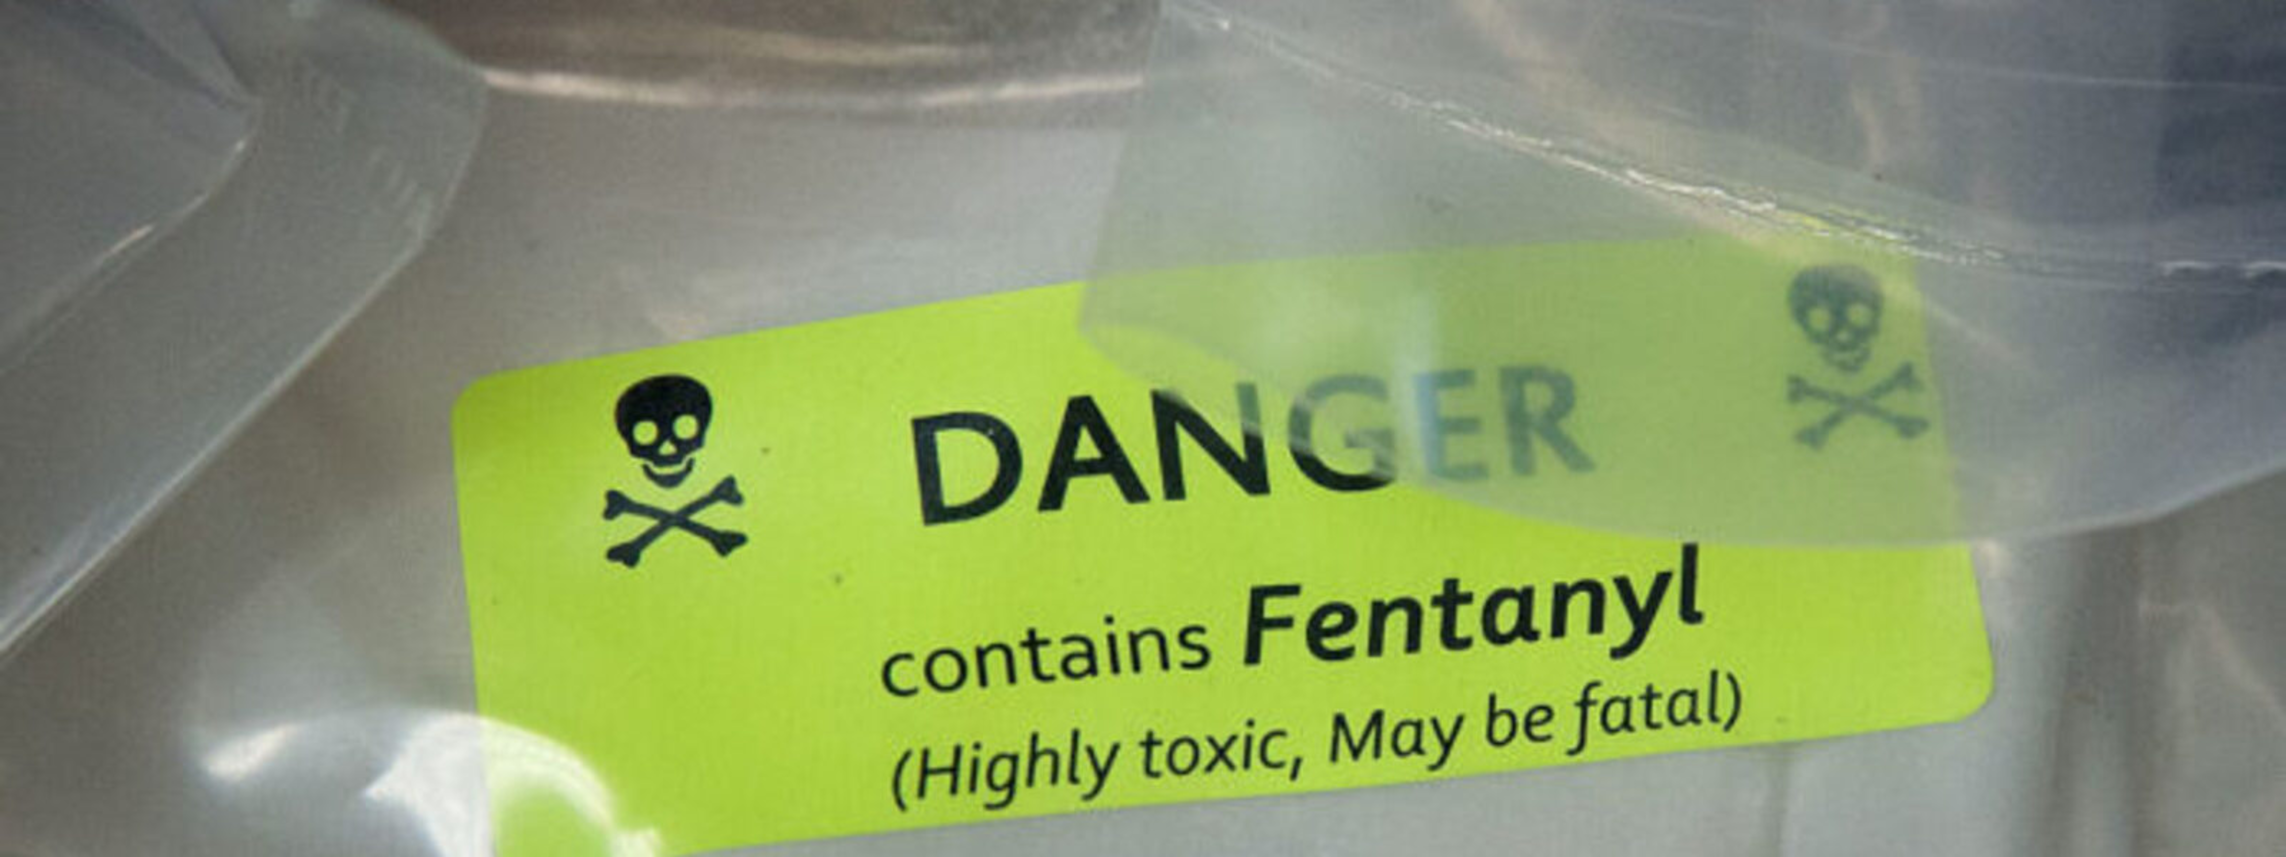 DANGER
contains Fentanyl
(Highly toxic, May be fatal)